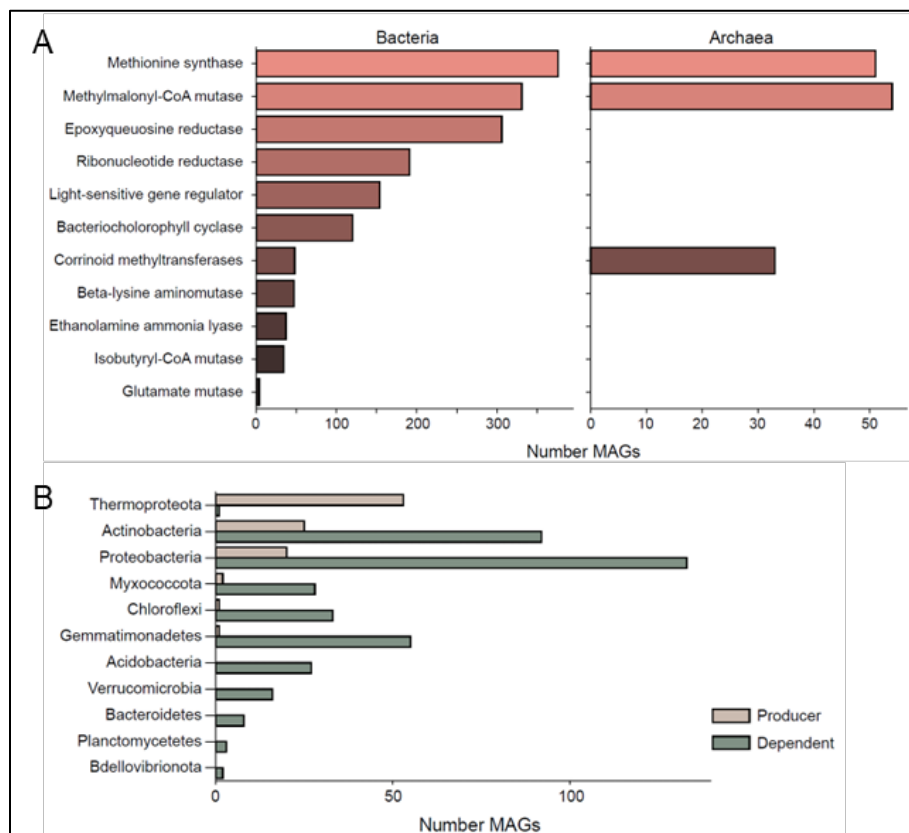 A
Bacteria
Archaea
Methionine synthase
Methylmalonyl-CoA mutase
Epoxyqueuosine reductase
Ribonucleotide reductase
Light-sensitive gene regulator
Bacteriocholorophyll cyclase
Corrinoid methyltransferases
Beta-lysine aminomutase
Ethanolamine ammonia lyase
Isobutyryl-CoA mutase
Glutamate mutase
0 100 200 300
0 10 20 30 40 50
Number MAGs
B
Thermoproteota
Actinobacteria
Proteobacteria
Myxococcota
Chloroflexi
Gemmatimonadetes
Acidobacteria
Verrucomicrobia
Bacteroidetes
Planctomycetetes
Bdellovibrionota
Producer
Dependent
0 50 100
Number MAGs